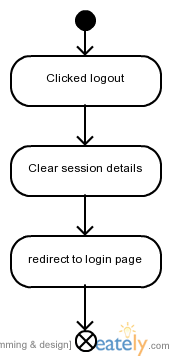 Clicked logout
Clear session details
redirect to login page
mming & design]
eately.com